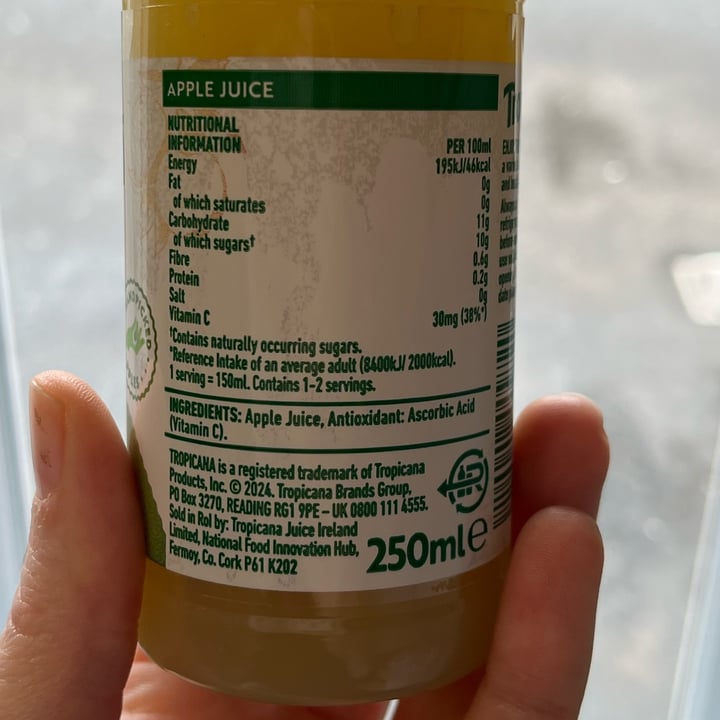 APPLE JUICE
NUTRITIONAL
INFORMATION PER 100ml
Energy 195kJ/46kcal
Fat 0g
of which saturates 0g
Carbohydrate 11g
of which sugars† 10g
Fibre 0.6g
Protein 0.2g
Salt 0g
Vitamin C 30mg (38%*)
†Contains naturally occurring sugars.
*Reference Intake of an average adult (8400kJ/ 2000kcal).
1 serving = 150ml. Contains 1-2 servings.
INGREDIENTS: Apple Juice, Antioxidant: Ascorbic Acid
(Vitamin C).
TROPICANA is a registered trademark of Tropicana
Products, Inc. © 2024. Tropicana Brands Group,
PO Box 3270, READING RG1 9PE – UK 0800 111 4555.
Sold in RoI by: Tropicana Juice Ireland
Limited, National Food Innovation Hub,
Fermoy, Co. Cork P61 K202
250ml e